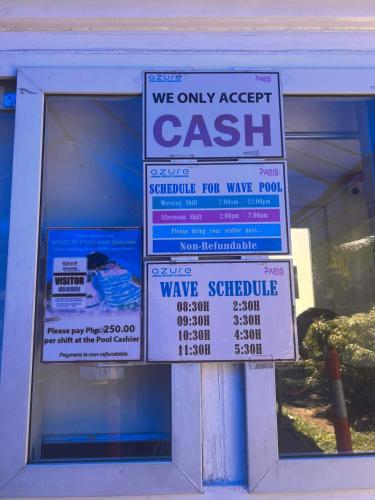 azure
PARIS
WE ONLY ACCEPT
CASH
azure
PARIS
SCHEDULE FOR WAVE POOL
Morning Shift 7:00am - 12:00pm
Afternoon Shift 2:00pm - 7:00pm
Please bring your visitor pass...
Non-Refundable
azure
PARIS
WAVE SCHEDULE
08:30H 2:30H
09:30H 3:30H
10:30H 4:30H
11:30H 5:30H
VISITOR PASS with Barcode
VISITOR
Please pay Php. 250.00
per shift at the Pool Cashier
Payment is non-refundable.